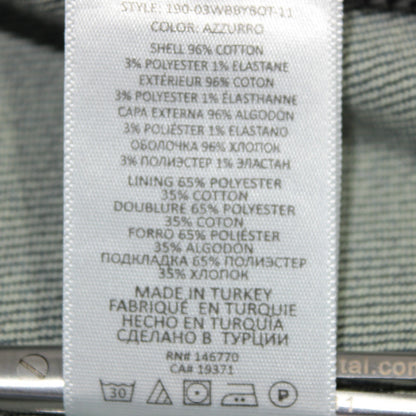 STYLE: 190-03WBBYBOT-11
COLOR: AZZURRO
SHELL 96% COTTON
3% POLYESTER 1% ELASTANE
EXTÉRIEUR 96% COTON
3% POLYESTER 1% ÉLASTHANNE
CAPA EXTERNA 96% ALGODÓN
3% POLIÉSTER 1% ELASTANO
ОБОЛОЧКА 96% ХЛОПОК
3% ПОЛИЭСТЕР 1% ЭЛАСТАН
LINING 65% POLYESTER
35% COTTON
DOUBLURE 65% POLYESTER
35% COTON
FORRO 65% POLIÉSTER
35% ALGODÓN
ПОДКЛАДКА 65% ПОЛИЭСТЕР
35% ХЛОПОК
MADE IN TURKEY
FABRIQUÉ EN TURQUIE
HECHO EN TURQUÍA
СДЕЛАНО В ТУРЦИИ
RN# 146770
CA# 19371
30 P
tal.com
1